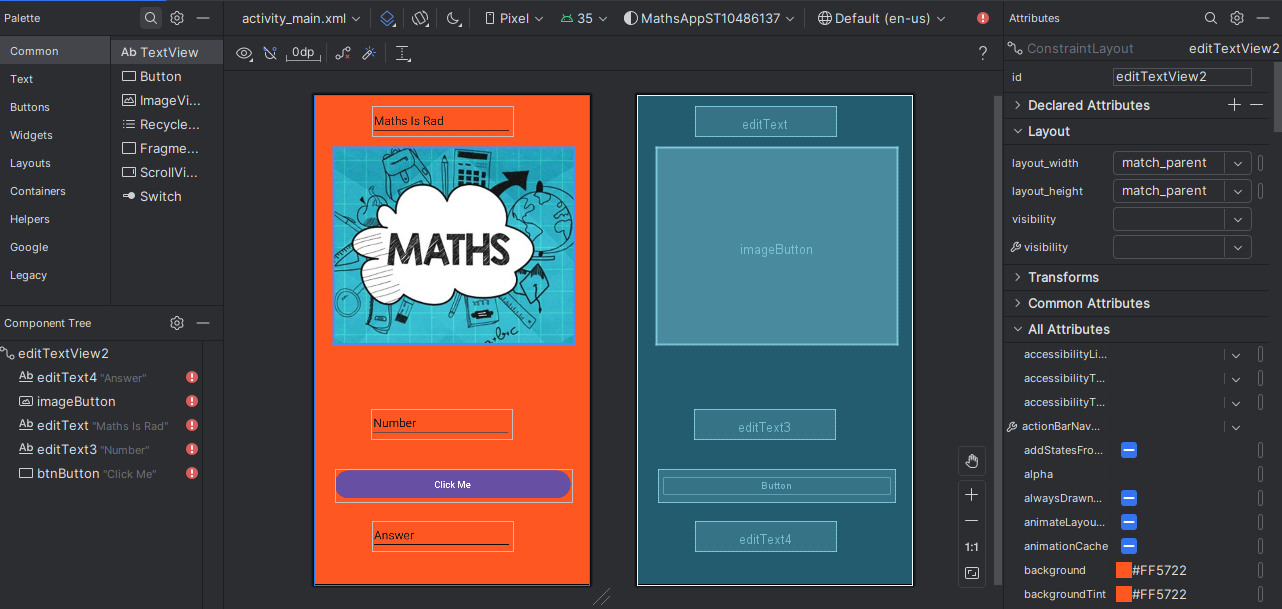 Palette
activity_main.xml
Pixel
35
MathsAppST10486137
Default (en-us)
Attributes
Common
Text
Buttons
Widgets
Layouts
Containers
Helpers
Google
Legacy
Ab TextView
Button
ImageVi...
Recycle...
Fragme...
ScrollVi...
Switch
0dp
?
Component Tree
editTextView2
Ab editText4 "Answer"
imageButton
Ab editText "Maths Is Rad"
Ab editText3 "Number"
btnButton "Click Me"
Maths Is Rad
MATHS
a+b=c
Number
Click Me
Answer
editText
imageButton
editText3
Button
editText4
1:1
ConstraintLayout editTextView2
id editTextView2
Declared Attributes
Layout
layout_width match_parent
layout_height match_parent
visibility
visibility
Transforms
Common Attributes
All Attributes
accessibilityLi...
accessibilityT...
accessibilityT...
actionBarNav...
addStatesFro...
alpha
alwaysDrawn...
animateLayou...
animationCache
background #FF5722
backgroundTint #FF5722